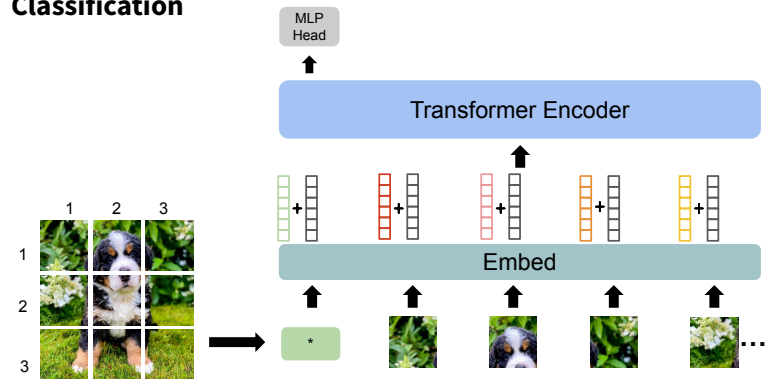 Classification
MLP
Head
Transformer Encoder
+ + + + +
Embed
1 2 3
1
2
3
*
...